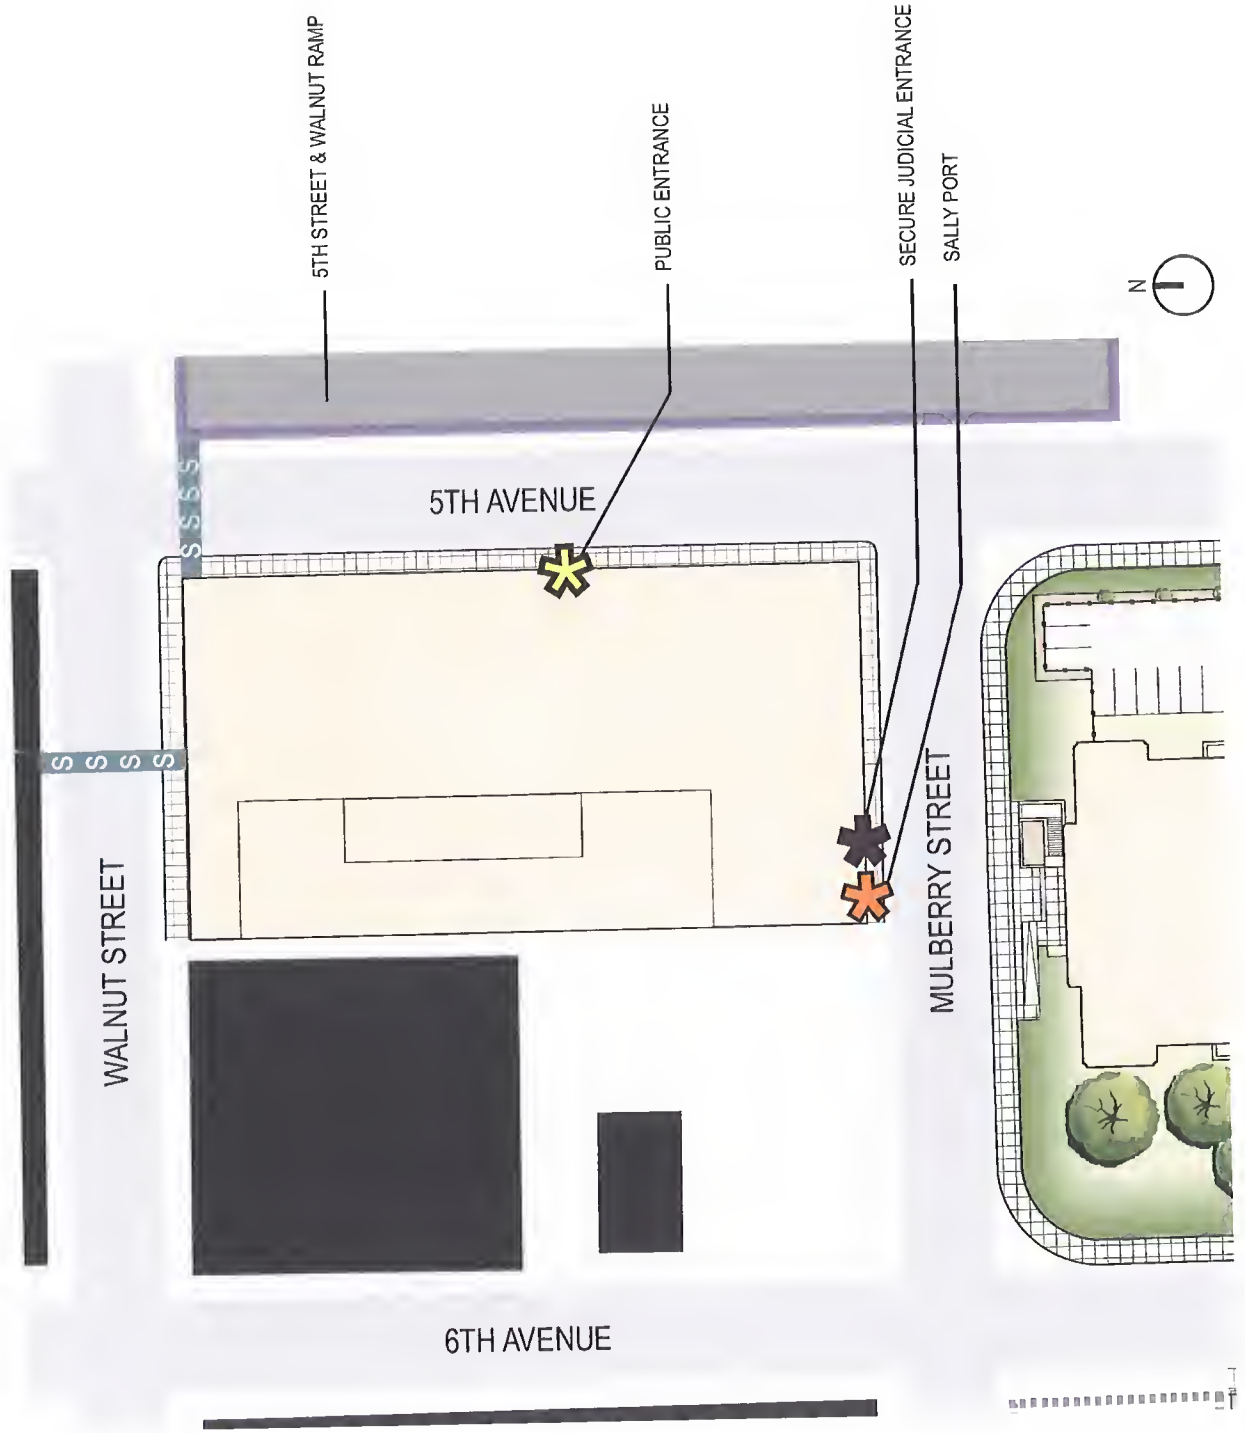 5TH STREET & WALNUT RAMP
PUBLIC ENTRANCE
SECURE JUDICIAL ENTRANCE
SALLY PORT
N
S S S S
5TH AVENUE
S S S S
WALNUT STREET
MULBERRY STREET
6TH AVENUE